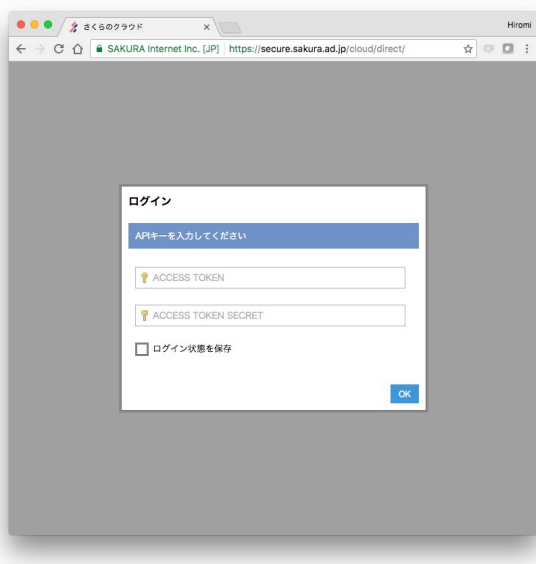 さくらのクラウド
Hiromi
SAKURA Internet Inc. [JP] https://secure.sakura.ad.jp/cloud/direct/
ログイン
APIキーを入力してください
ACCESS TOKEN
ACCESS TOKEN SECRET
ログイン状態を保存
OK